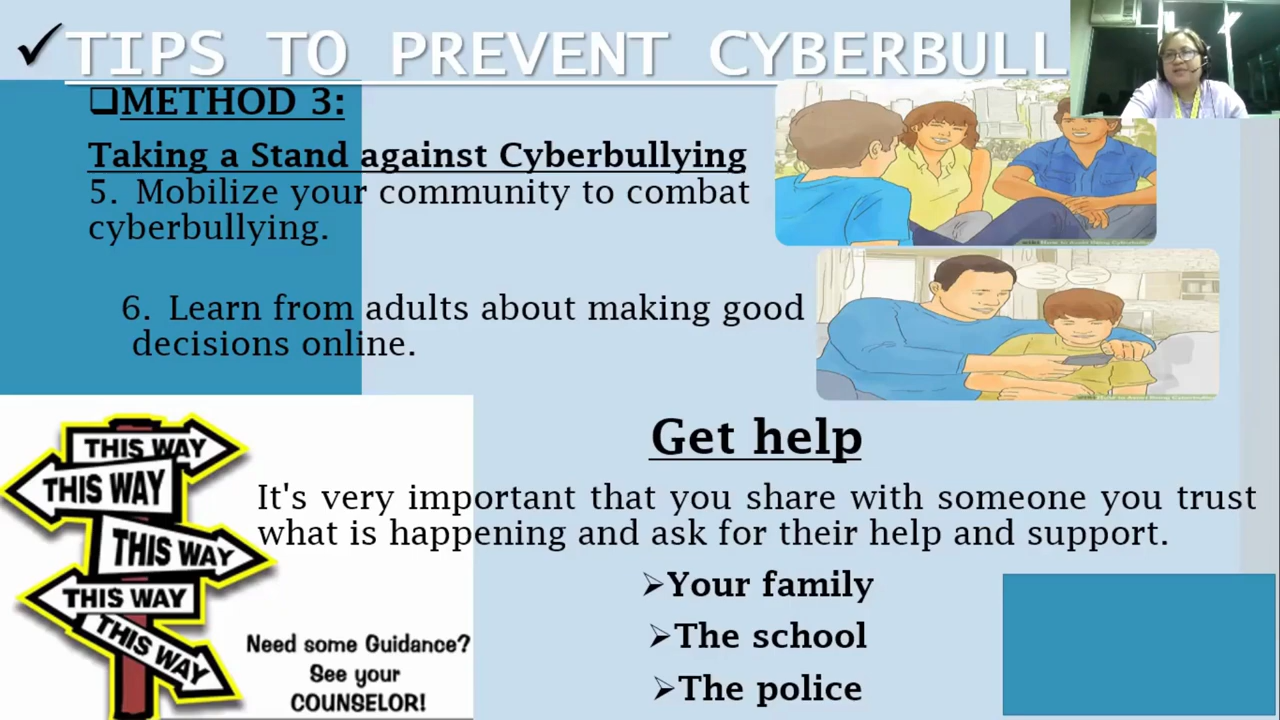 ✓TIPS TO PREVENT CYBERBULL
❑METHOD 3:
Taking a Stand against Cyberbullying
5. Mobilize your community to combat
cyberbullying.
6. Learn from adults about making good
decisions online.
Get help
It's very important that you share with someone you trust
what is happening and ask for their help and support.
➢Your family
➢The school
➢The police
THIS WAY
THIS WAY
THIS WAY
THIS WAY
THIS WAY
Need some Guidance?
See your
COUNSELOR!